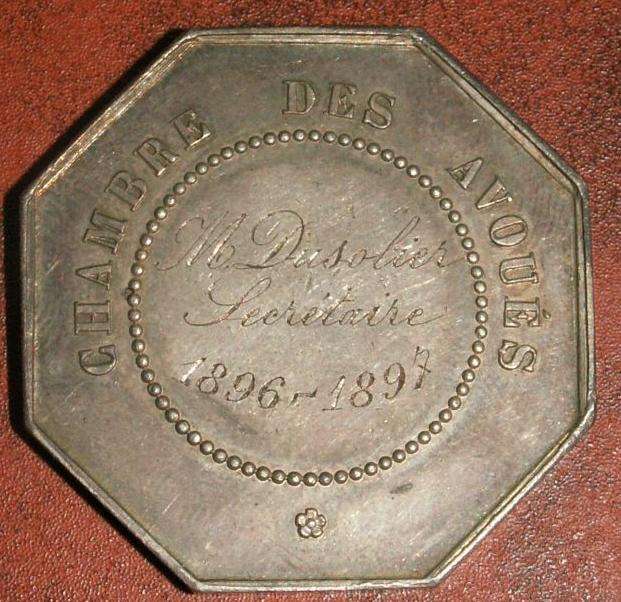 CHAMBRE DES AVOUÉS
M. Dusolier
Secrétaire
1896-1897